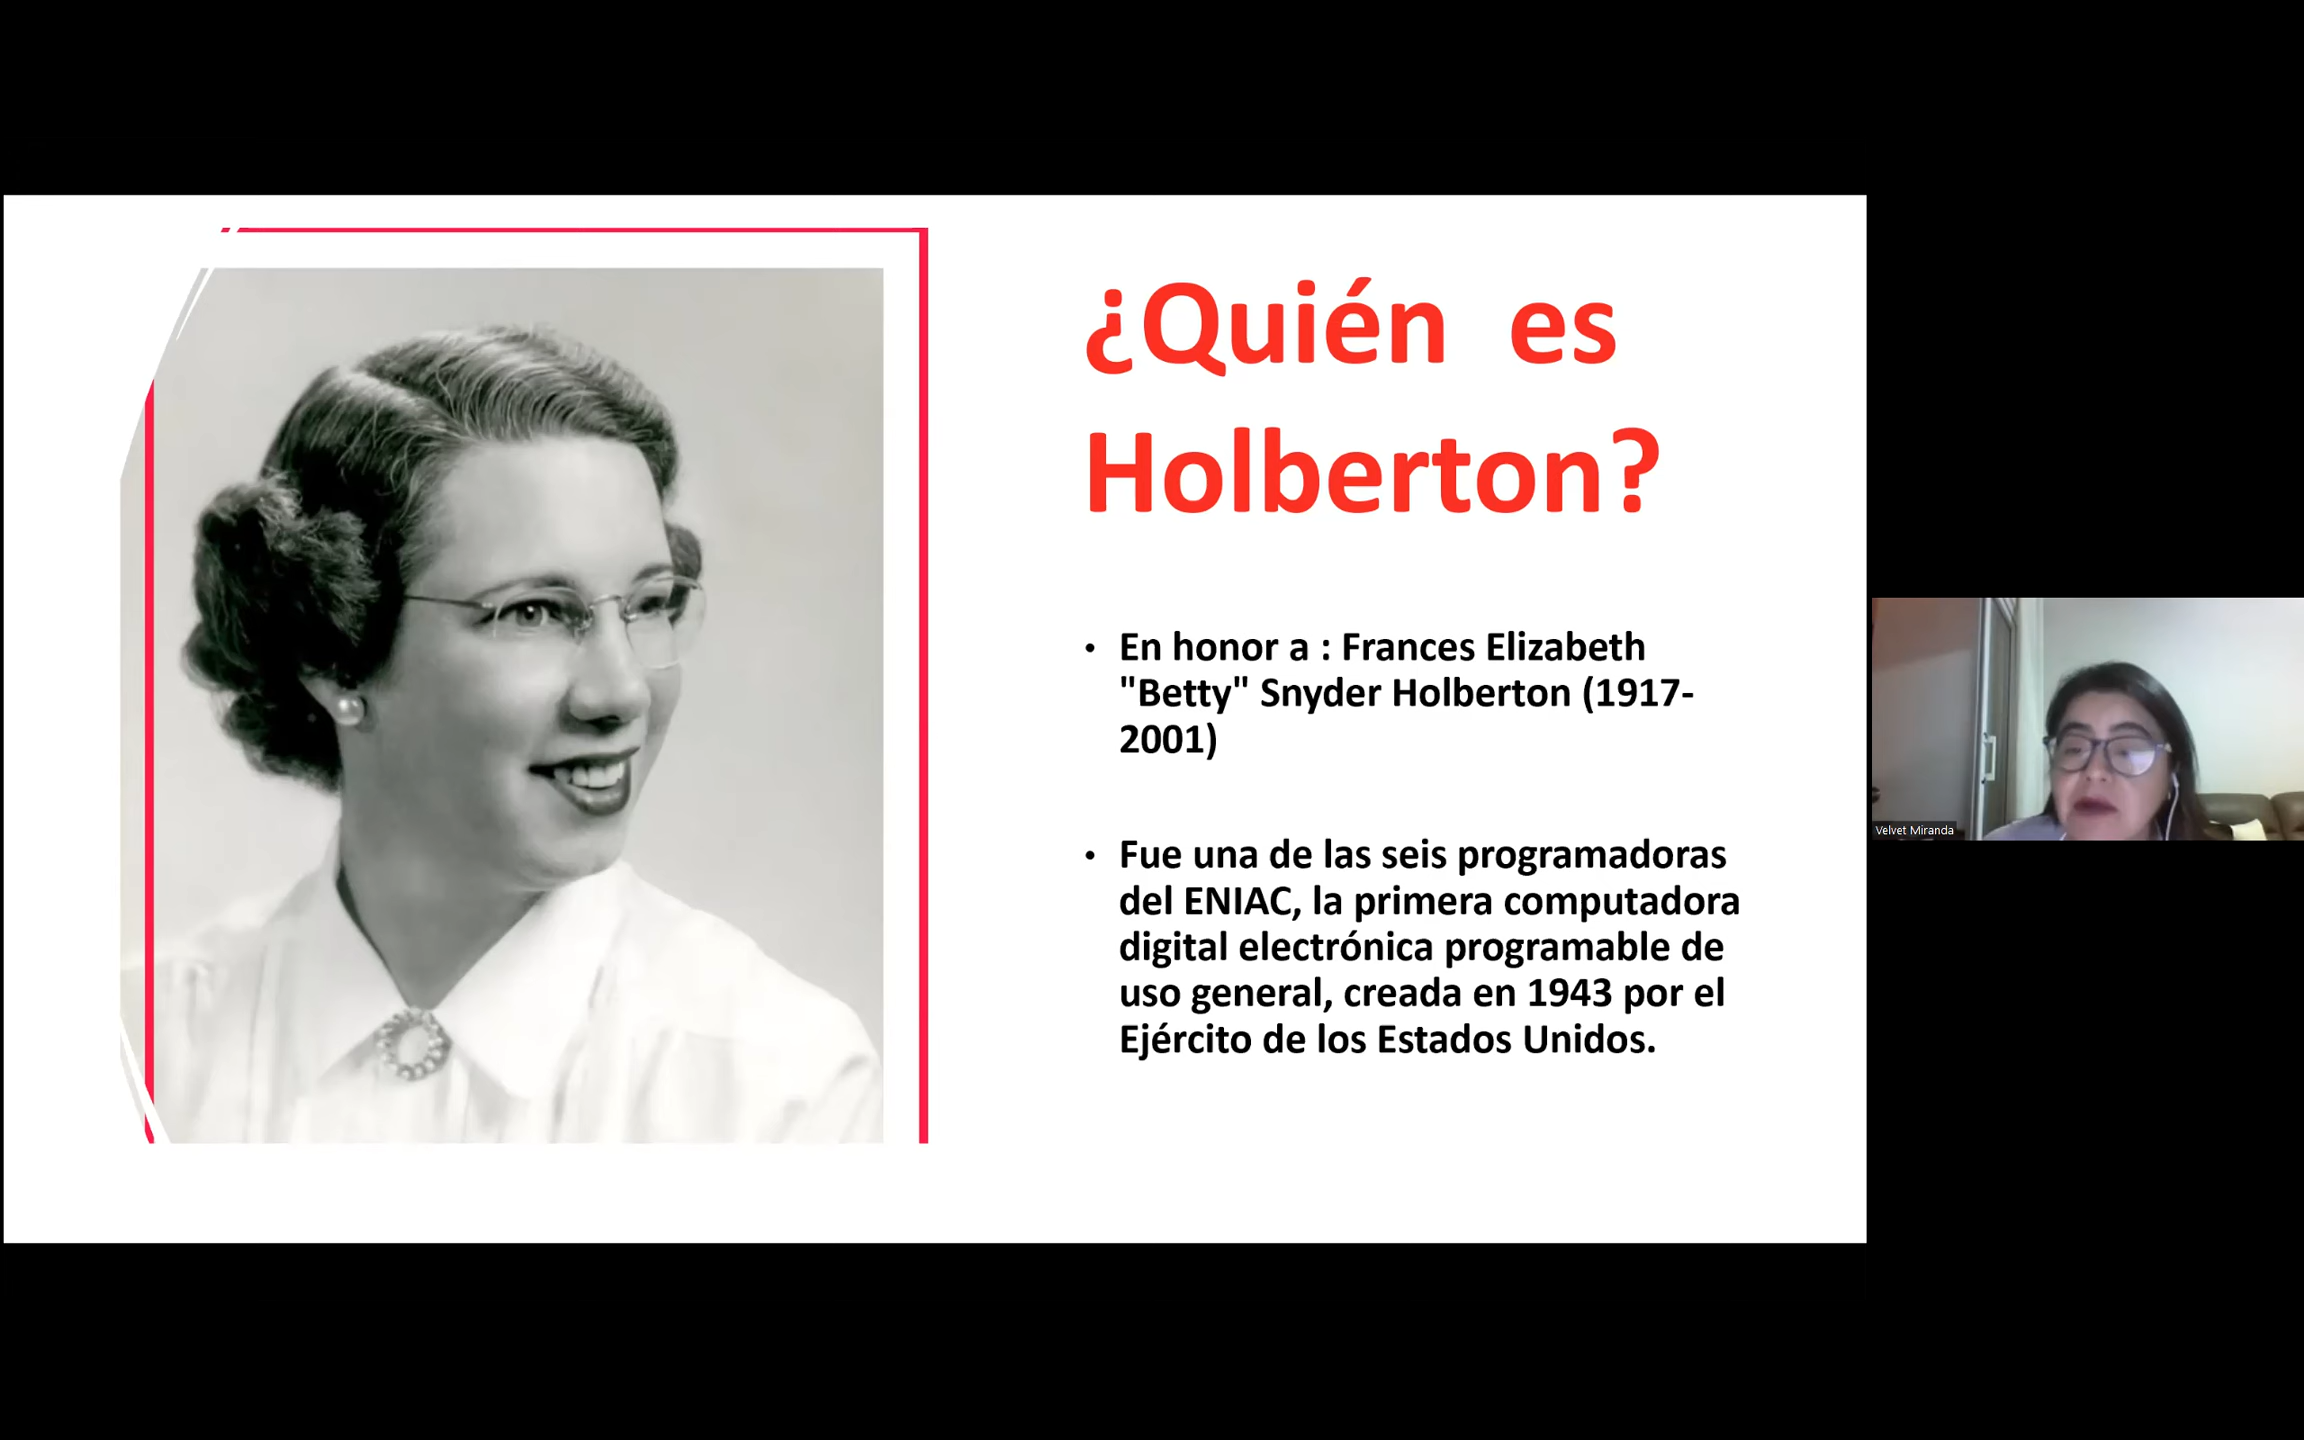 ¿Quién es
Holberton?
• En honor a : Frances Elizabeth
"Betty" Snyder Holberton (1917-
2001)
• Fue una de las seis programadoras
del ENIAC, la primera computadora
digital electrónica programable de
uso general, creada en 1943 por el
Ejército de los Estados Unidos.
Velvet Miranda